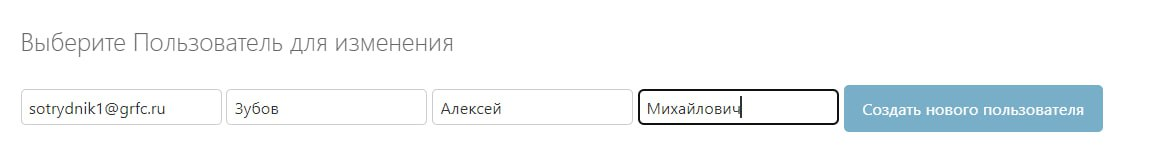 Выберите Пользователь для изменения
sotrydnik1@grfc.ru Зубов Алексей Михайлович Создать нового пользователя